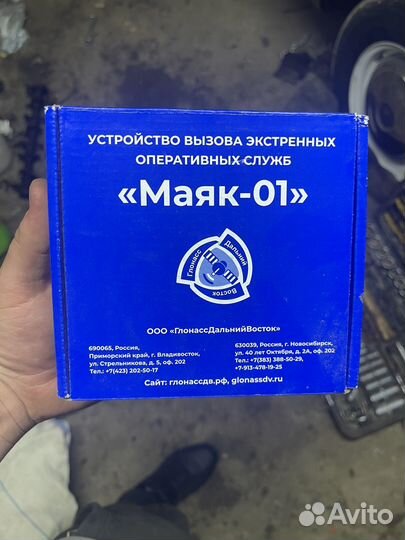 УСТРОЙСТВО ВЫЗОВА ЭКСТРЕННЫХ
ОПЕРАТИВНЫХ СЛУЖБ
«Маяк-01»
Глонасс
Дальний
Восток
ООО «ГлонассДальнийВосток»
690065, Россия,
Приморский край, г. Владивосток,
ул. Стрельникова, д. 5, оф. 202
Тел.: +7(423) 202-50-17
630039, Россия, г. Новосибирск,
ул. 40 лет Октября, д. 2А, оф. 202
Тел.: +7(383) 388-50-29,
+7-913-478-19-25
Сайт: глонассдв.рф, glonassdv.ru
Avito